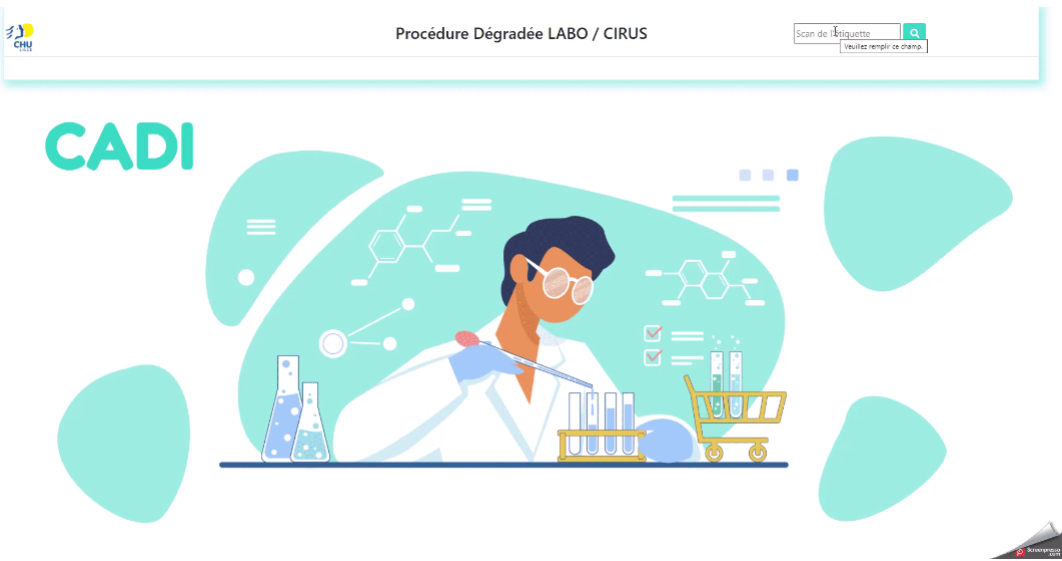 CHU
LILLE
Procédure Dégradée LABO / CIRUS
Scan de l'étiquette
Veuillez remplir ce champ.
CADI
Screenpresso
.com